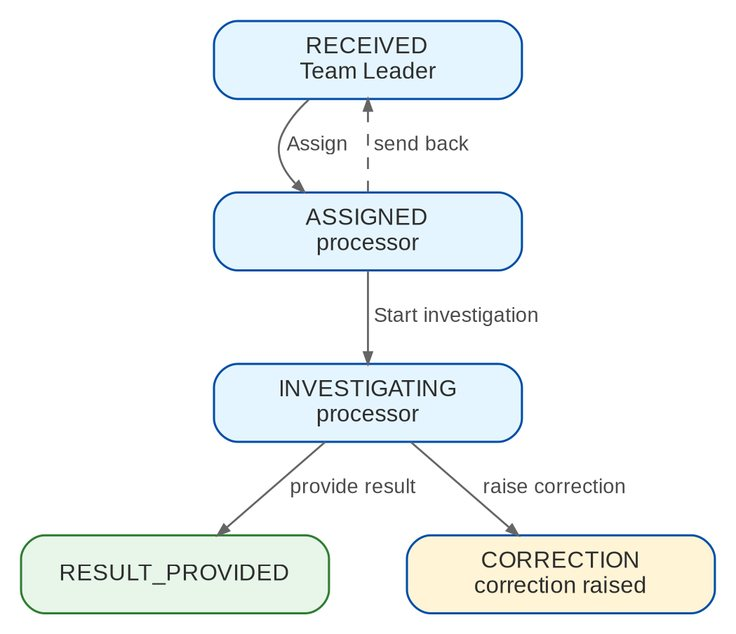 RECEIVED
Team Leader
Assign
send back
ASSIGNED
processor
Start investigation
INVESTIGATING
processor
provide result
raise correction
RESULT_PROVIDED
CORRECTION
correction raised